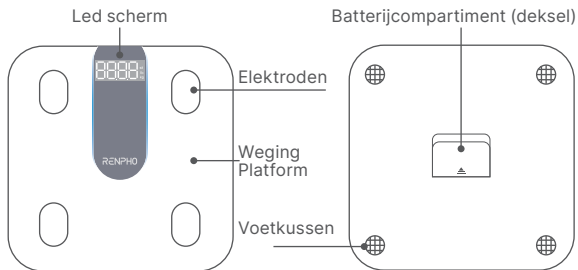 Led scherm
Batterijcompartiment (deksel)
8888
Elektroden
RENPHO
Weging
Platform
Voetkussen